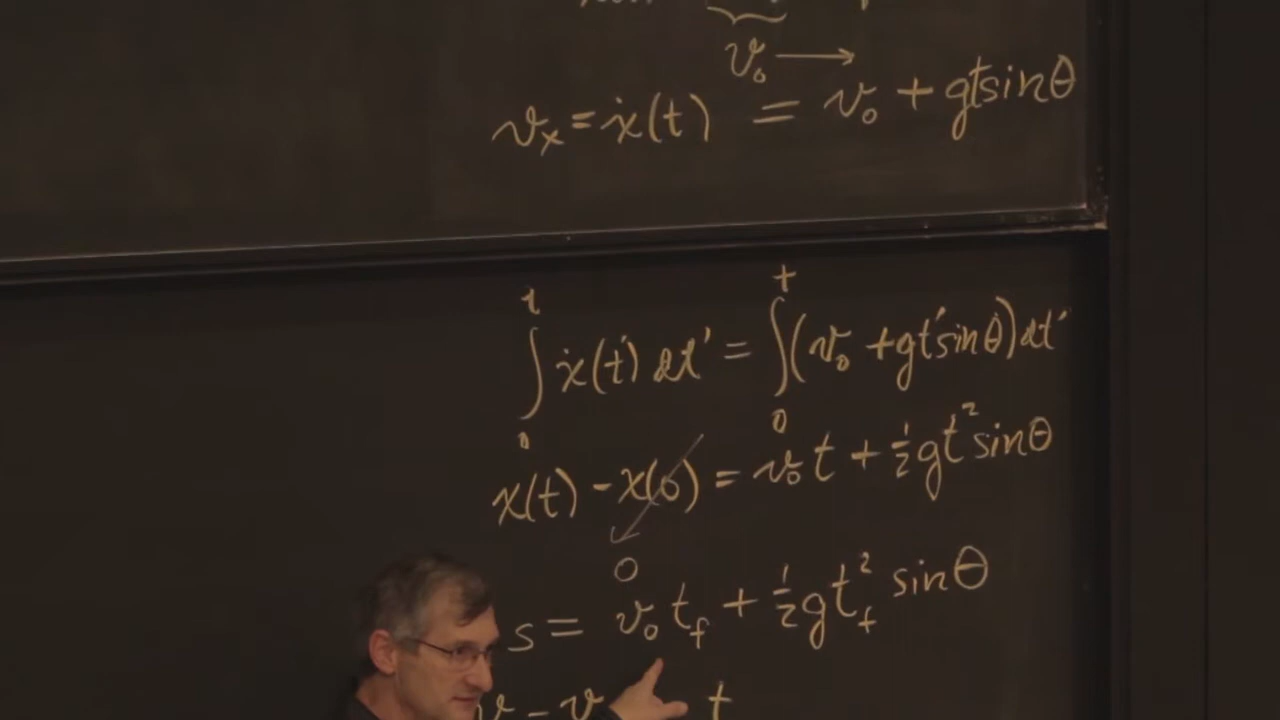 v₀ →
vₓ = ẋ(t) = v₀ + gt sinθ
∫₀ᵗ ẋ(t') dt' = ∫₀ᵗ (v₀ + gt' sinθ) dt'
x(t) - x(0) = v₀t + ½gt² sinθ
0
s = v₀t_f + ½gt_f² sinθ